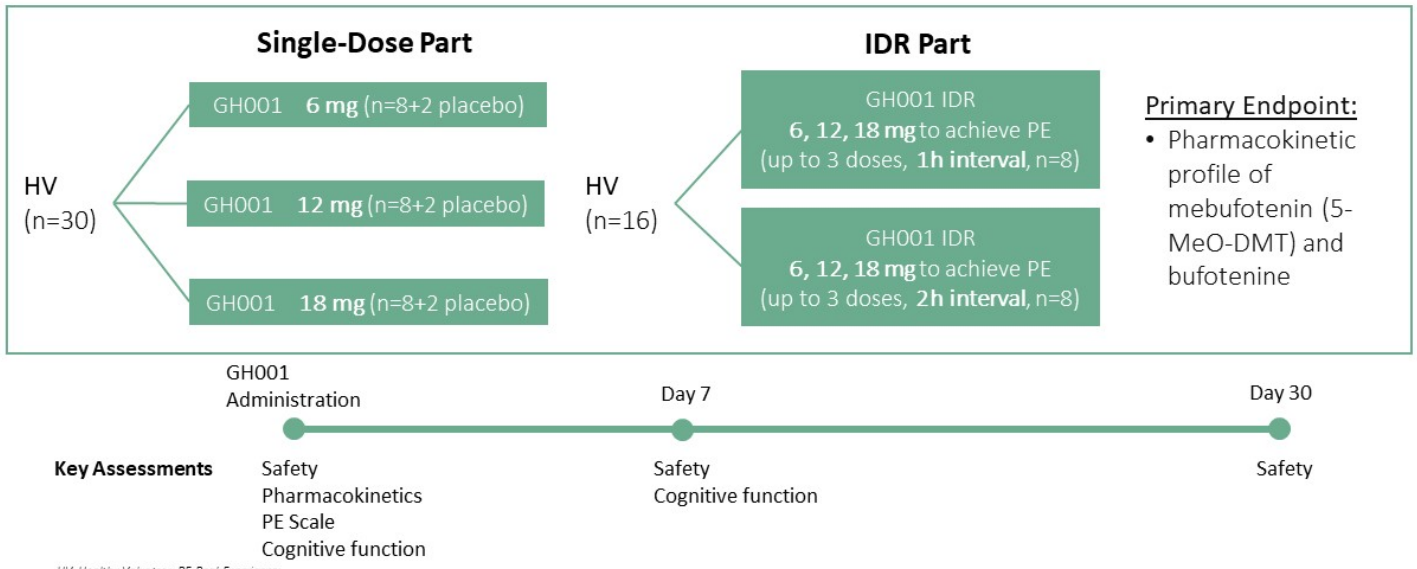 Single-Dose Part
GH001 6 mg (n=8+2 placebo)
HV
(n=30)
GH001 12 mg (n=8+2 placebo)
GH001 18 mg (n=8+2 placebo)
IDR Part
HV
(n=16)
GH001 IDR
6, 12, 18 mg to achieve PE
(up to 3 doses, 1h interval, n=8)
GH001 IDR
6, 12, 18 mg to achieve PE
(up to 3 doses, 2h interval, n=8)
Primary Endpoint:
• Pharmacokinetic
profile of
mebufotenin (5-
MeO-DMT) and
bufotenine
GH001
Administration
Day 7
Day 30
Key Assessments
Safety
Pharmacokinetics
PE Scale
Cognitive function
Safety
Cognitive function
Safety